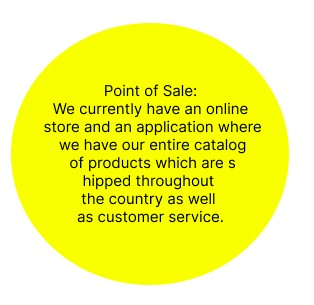 Point of Sale:
We currently have an online
store and an application where
we have our entire catalog
of products which are s
hipped throughout
the country as well
as customer service.